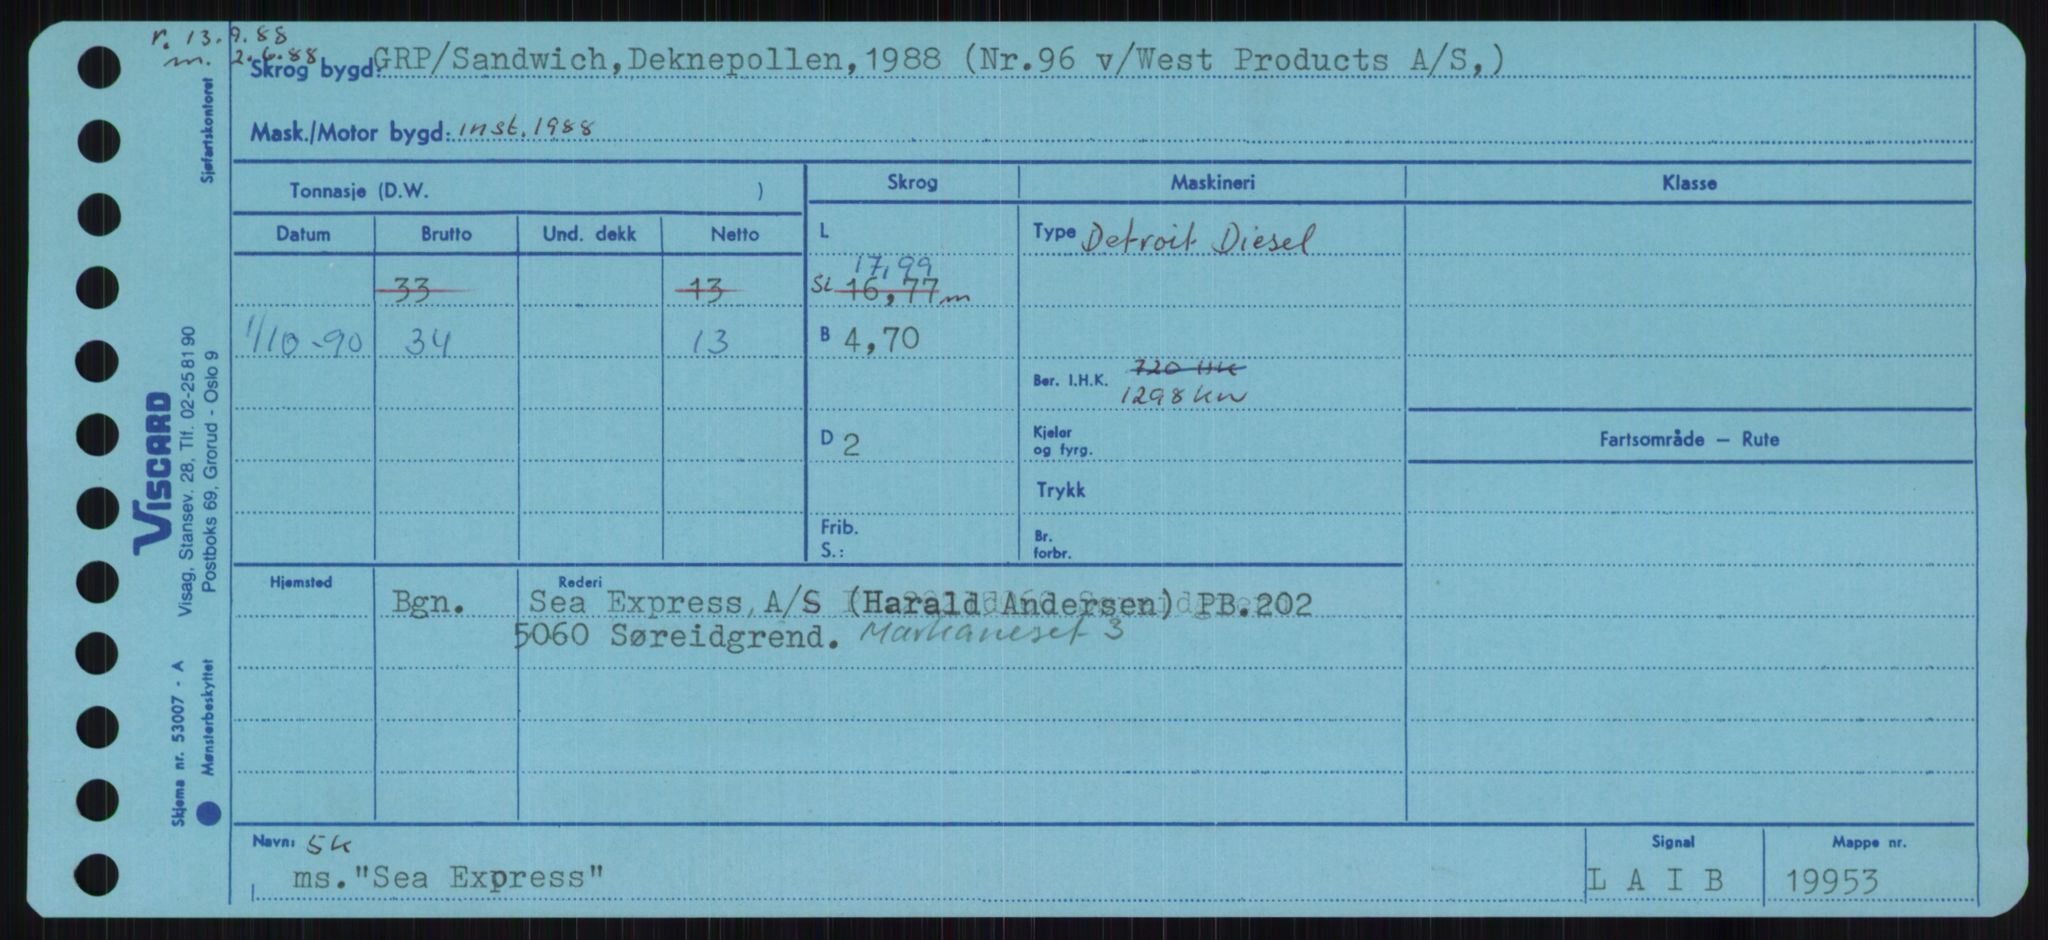 r. 13.9.88
m. 2.6.88
Skrog bygd: GRP/Sandwich, Deknepollen, 1988 (Nr.96 v/West Products A/S,)
Mask./Motor bygd: inst. 1988
Sjøfartskontoret
Tonnasje (D.W. )
Skrog Maskineri Klasse
Datum Brutto Und. dekk Netto
L
Type Detroit Diesel
17,99
33 13 SL 16,77 m
1/10-90 34 13
B 4,70
Ber. I.H.K. 720 HK
1298 kW
D 2
Kjeler
og fyrg.
Fartsområde — Rute
Trykk
Frib.
S.:
Br.
forbr.
Hjemsted Rederi
Bgn. Sea Express A/S (Harald Andersen) PB.202
5060 Søreidgrend.
Navn: SK
ms."Sea Express"
Signal
L A I B
Mappe nr.
19953
VISCARD
Visag, Stansev. 28, Tlf. 02-25 81 90
Postboks 69, Grorud - Oslo 9
Skjema nr. 53007 - A
Mønsterbeskyttet